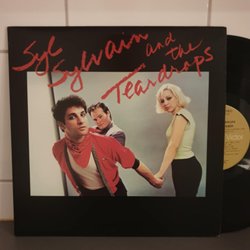 Syl
Sylvain
and the
Teardrops